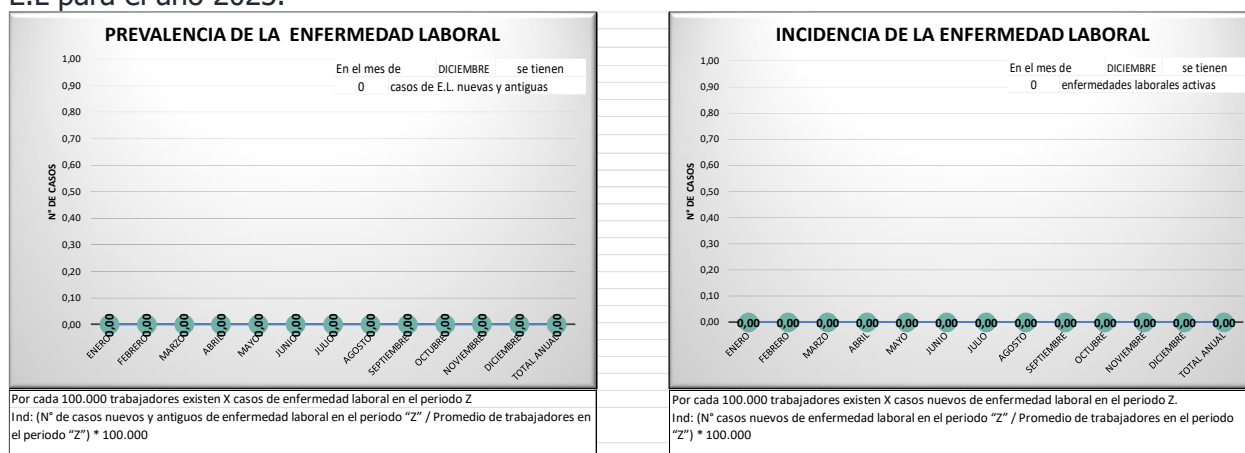 E.L para el año 2023.
PREVALENCIA DE LA ENFERMEDAD LABORAL
En el mes de DICIEMBRE se tienen
0 casos de E.L. nuevas y antiguas
1,00
0,90
0,80
0,70
0,60
0,50
0,40
0,30
0,20
0,10
0,00
N° DE CASOS
0,00 0,00 0,00 0,00 0,00 0,00 0,00 0,00 0,00 0,00 0,00 0,00 0,00
ENERO FEBRERO MARZO ABRIL MAYO JUNIO JULIO AGOSTO SEPTIEMBRE OCTUBRE NOVIEMBRE DICIEMBRE TOTAL ANUAL
Por cada 100.000 trabajadores existen X casos de enfermedad laboral en el periodo Z
Ind: (N° de casos nuevos y antiguos de enfermedad laboral en el periodo “Z” / Promedio de trabajadores en
el periodo “Z”) * 100.000
INCIDENCIA DE LA ENFERMEDAD LABORAL
En el mes de DICIEMBRE se tienen
0 enfermedades laborales activas
1,00
0,90
0,80
0,70
0,60
0,50
0,40
0,30
0,20
0,10
0,00
N° DE CASOS
0,00 0,00 0,00 0,00 0,00 0,00 0,00 0,00 0,00 0,00 0,00 0,00 0,00
ENERO FEBRERO MARZO ABRIL MAYO JUNIO JULIO AGOSTO SEPTIEMBRE OCTUBRE NOVIEMBRE DICIEMBRE TOTAL ANUAL
Por cada 100.000 trabajadores existen X casos nuevos de enfermedad laboral en el periodo Z.
Ind: (N° casos nuevos de enfermedad laboral en el periodo “Z” / Promedio de trabajadores en el periodo
“Z”) * 100.000